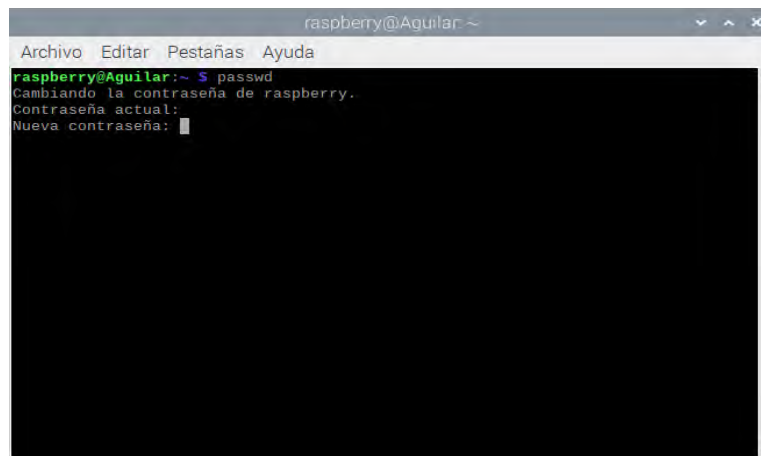 raspberry@Aguilar: ~
Archivo Editar Pestañas Ayuda
raspberry@Aguilar:~ $ passwd
Cambiando la contraseña de raspberry.
Contraseña actual:
Nueva contraseña: